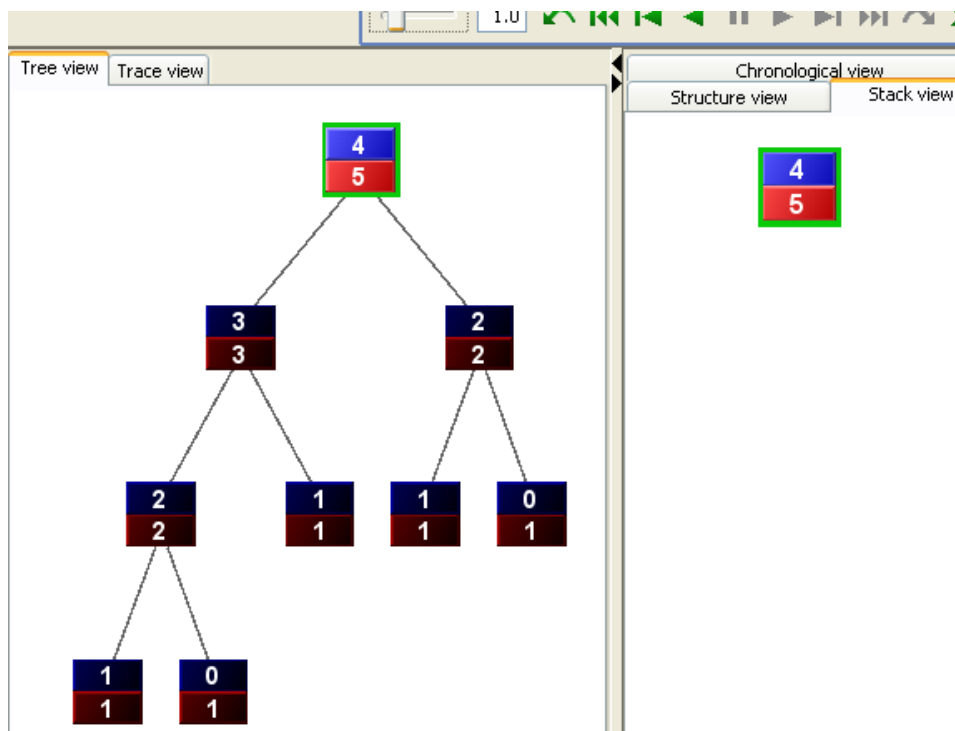 1.0
Tree view Trace view
Chronological view
Structure view Stack view
4
5
4
5
3 2
3 2
2 1 1 0
2 1 1 1
1 0
1 1